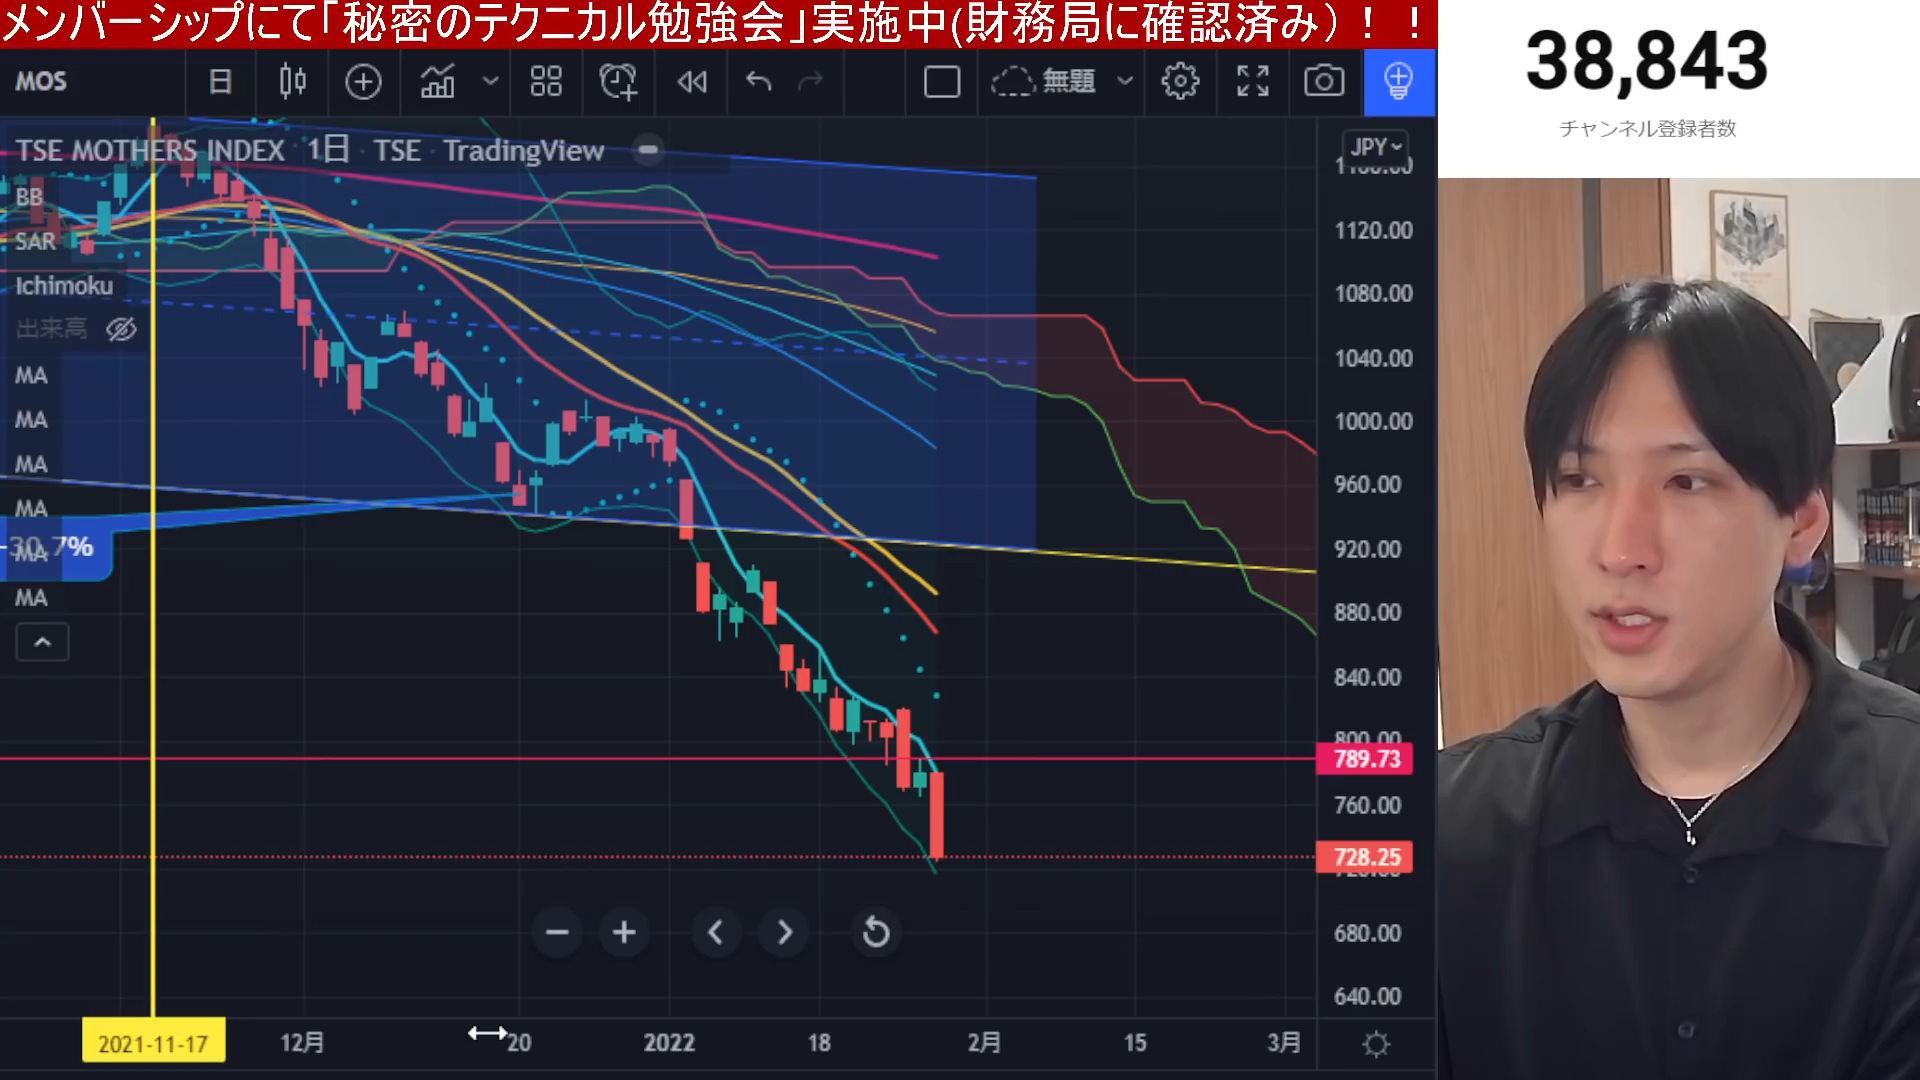 メンバーシップにて「秘密のテクニカル勉強会」実施中(財務局に確認済み）！！
38,843
チャンネル登録者数
MOS
日
無題
TSE MOTHERS INDEX · 1日 · TSE · TradingView
JPY
BB
SAR
Ichimoku
出来高
MA
MA
MA
MA
MA
MA
-30.7%
1120.00
1080.00
1040.00
1000.00
960.00
920.00
880.00
840.00
800.00
789.73
760.00
728.25
680.00
640.00
2021-11-17
12月
20
2022
18
2月
15
3月